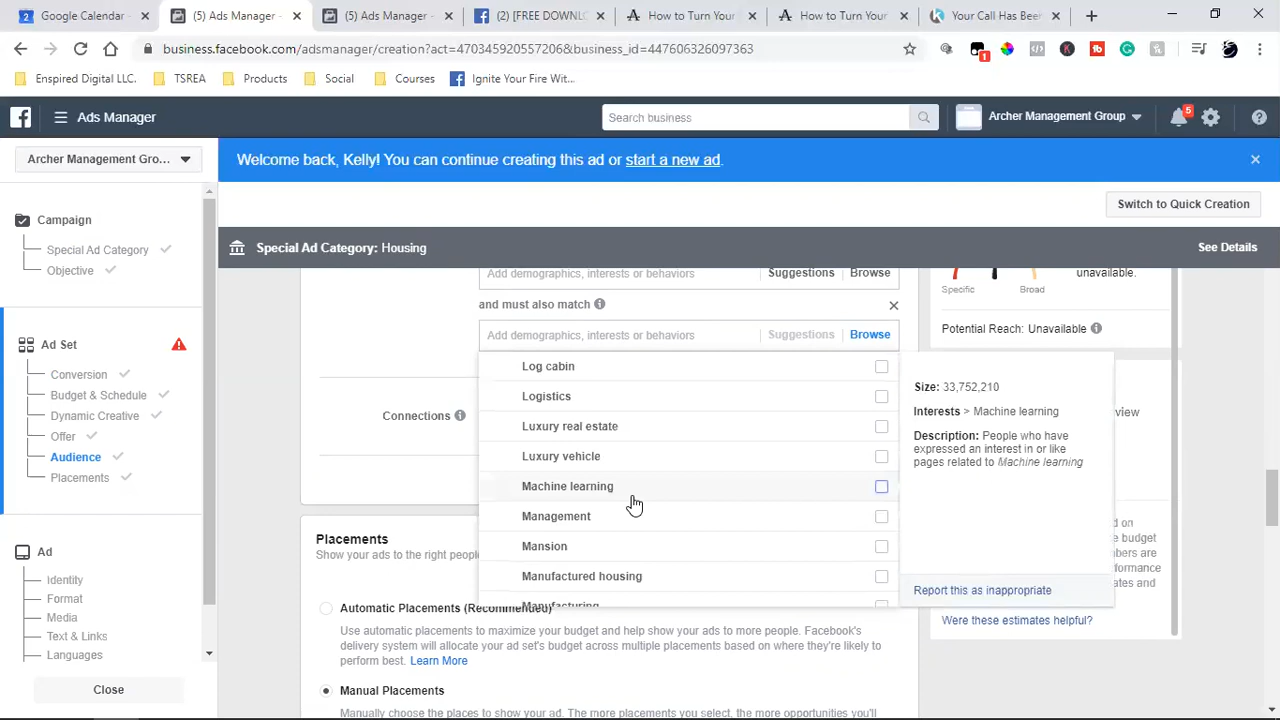 Google Calendar -
(5) Ads Manager
(5) Ads Manager -
(2) [FREE DOWNL
How to Turn Your
How to Turn Your
Your Call Has Been
business.facebook.com/adsmanager/creation?act=470345920557206&business_id=447606326097363
Enspired Digital LLC.
TSREA
Products
Social
Courses
Ignite Your Fire Wit...
Ads Manager
Search business
Archer Management Group
5
Archer Management Gro...
Welcome back, Kelly! You can continue creating this ad or start a new ad.
Switch to Quick Creation
Campaign
Special Ad Category
Objective
Special Ad Category: Housing
See Details
Ad Set
Conversion
Budget & Schedule
Dynamic Creative
Offer
Audience
Placements
Ad
Identity
Format
Media
Text & Links
Languages
Close
Add demographics, interests or behaviors
Suggestions
Browse
and must also match
Add demographics, interests or behaviors
Suggestions
Browse
Connections
Log cabin
Logistics
Luxury real estate
Luxury vehicle
Machine learning
Management
Mansion
Manufactured housing
Manufacturing
Size: 33,752,210
Interests > Machine learning
Description: People who have
expressed an interest in or like
pages related to Machine learning
Report this as inappropriate
unavailable.
Specific
Broad
Potential Reach: Unavailable
Were these estimates helpful?
Placements
Show your ads to the right peopl
Automatic Placements (Recommended)
Use automatic placements to maximize your budget and help show your ads to more people. Facebook's
delivery system will allocate your ad set's budget across multiple placements based on where they're likely to
perform best. Learn More
Manual Placements
Manually choose the places to show your ad. The more placements you select, the more opportunities you'll